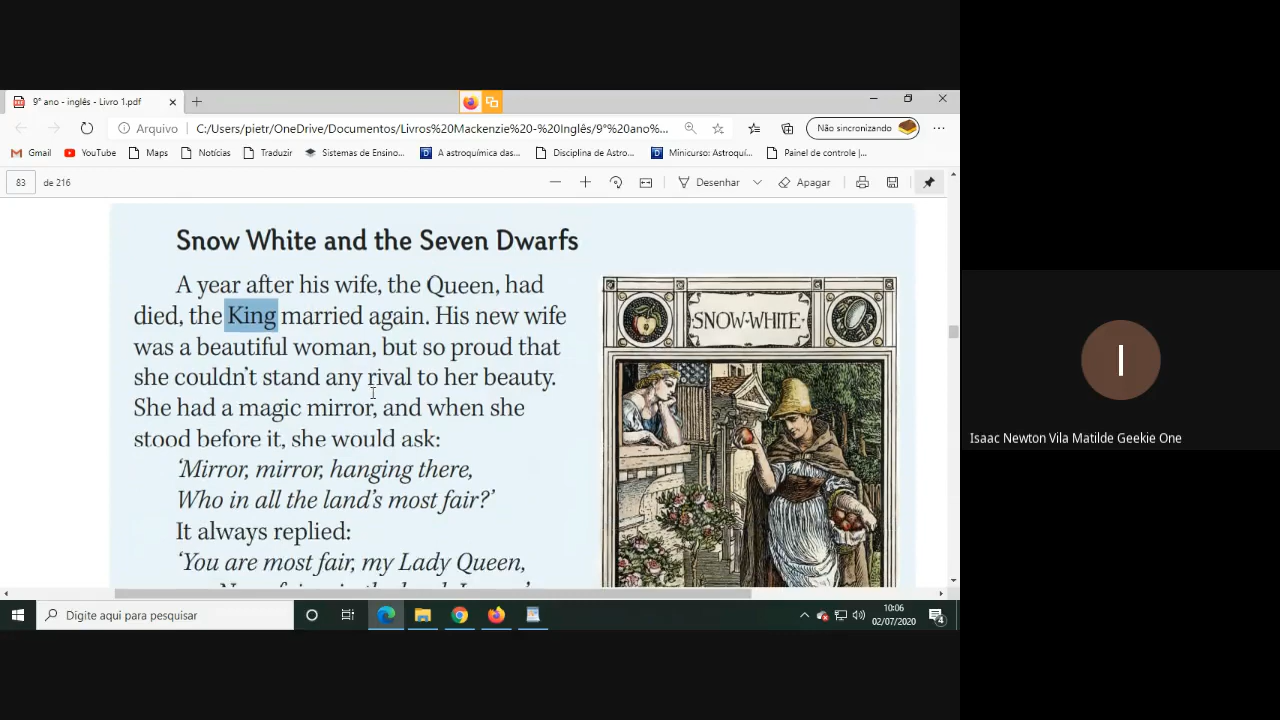 9° ano - inglês - Livro 1.pdf
Arquivo
C:/Users/pietr/OneDrive/Documentos/Livros%20Mackenzie%20-%20Inglês/9°%20ano%...
Não sincronizando
Gmail
YouTube
Maps
Notícias
Traduzir
Sistemas de Ensino...
A astroquímica das...
Disciplina de Astro...
Minicurso: Astroquí...
Painel de controle |...
83 de 216
Desenhar
Apagar
Snow White and the Seven Dwarfs
A year after his wife, the Queen, had
died, the King married again. His new wife
was a beautiful woman, but so proud that
she couldn't stand any rival to her beauty.
She had a magic mirror, and when she
stood before it, she would ask:
‘Mirror, mirror, hanging there,
Who in all the land's most fair?’
It always replied:
‘You are most fair, my Lady Queen,
SNOW·WHITE·
I
Isaac Newton Vila Matilde Geekie One
Digite aqui para pesquisar
10:06
02/07/2020
4